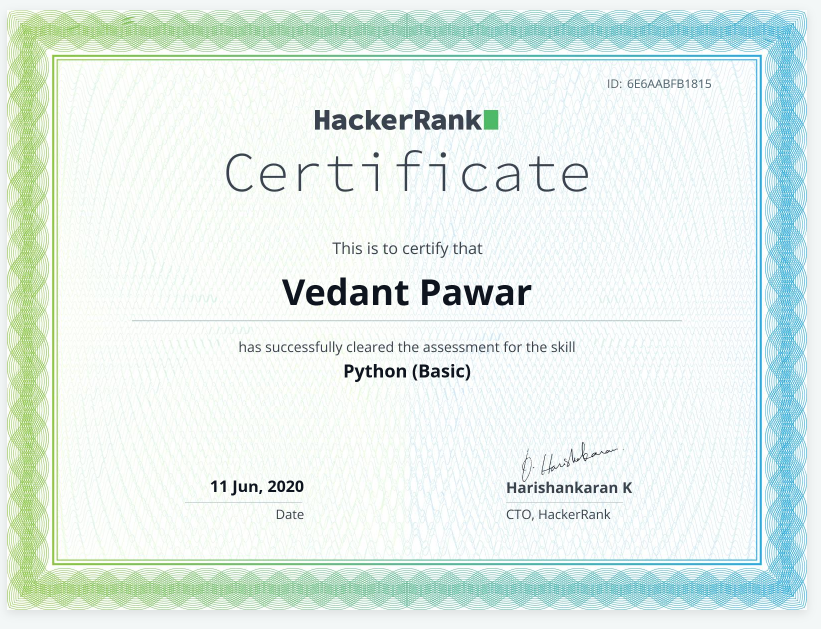 ID: 6E6AABFB1815
HackerRank
Certificate
This is to certify that
Vedant Pawar
has successfully cleared the assessment for the skill
Python (Basic)
11 Jun, 2020
Date
Harishankaran K
CTO, HackerRank